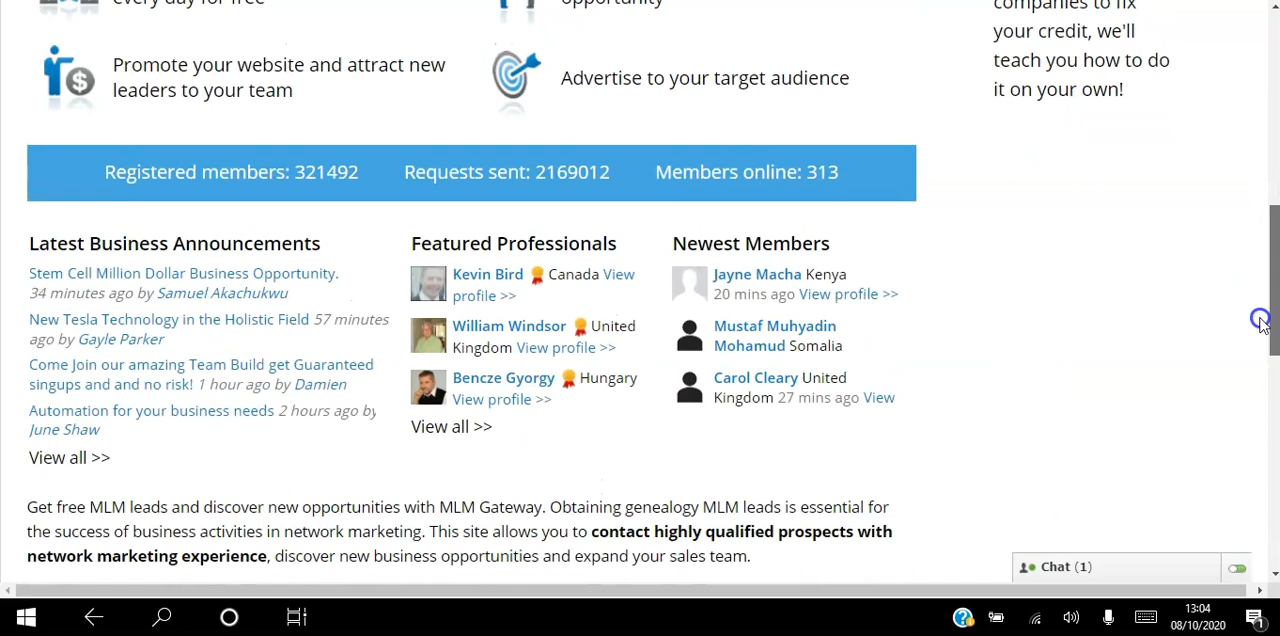 every day for free
opportunity
companies to fix
your credit, we'll
teach you how to do
it on your own!
Promote your website and attract new
leaders to your team
Advertise to your target audience
Registered members: 321492 Requests sent: 2169012 Members online: 313
Latest Business Announcements
Stem Cell Million Dollar Business Opportunity.
34 minutes ago by Samuel Akachukwu
New Tesla Technology in the Holistic Field 57 minutes
ago by Gayle Parker
Come Join our amazing Team Build get Guaranteed
singups and and no risk! 1 hour ago by Damien
Automation for your business needs 2 hours ago by
June Shaw
View all >>
Featured Professionals
Kevin Bird Canada View
profile >>
William Windsor United
Kingdom View profile >>
Bencze Gyorgy Hungary
View profile >>
View all >>
Newest Members
Jayne Macha Kenya
20 mins ago View profile >>
Mustaf Muhyadin
Mohamud Somalia
Carol Cleary United
Kingdom 27 mins ago View
Get free MLM leads and discover new opportunities with MLM Gateway. Obtaining genealogy MLM leads is essential for
the success of business activities in network marketing. This site allows you to contact highly qualified prospects with
network marketing experience, discover new business opportunities and expand your sales team.
Chat (1)
13:04
08/10/2020
1